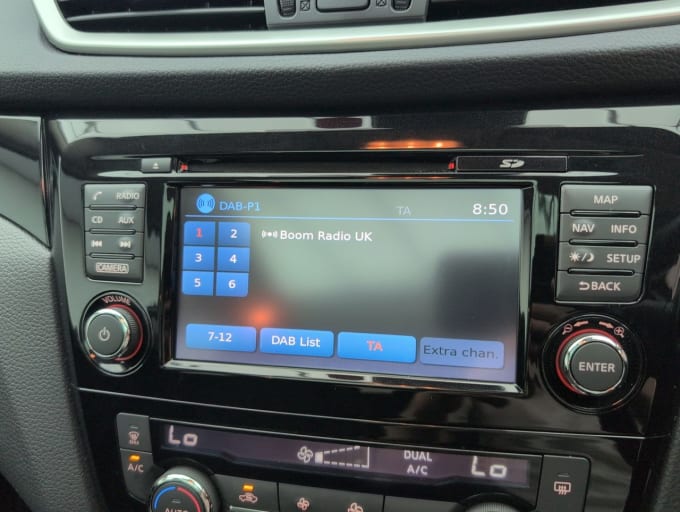 SD
RADIO
CD AUX
CAMERA
VOLUME
DAB-P1 TA 8:50
1 2
Boom Radio UK
3 4
5 6
7-12 DAB List TA Extra chan.
MAP
NAV INFO
SETUP
BACK
ENTER
Lo DUAL A/C Lo
A/C
AUTO